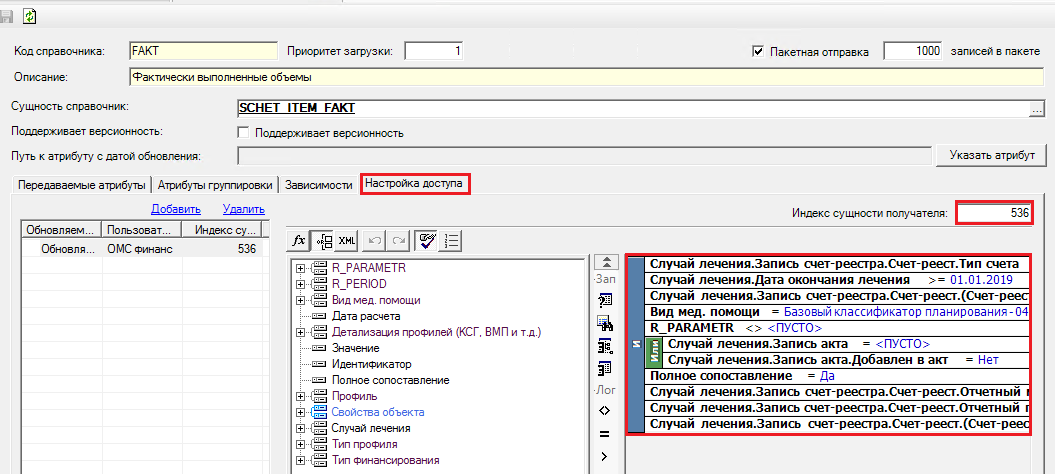 Код справочника: FAKT Приоритет загрузки: 1 Пакетная отправка 1000 записей в пакете
Описание: Фактически выполненные объемы
Сущность справочник: SCHET_ITEM_FAKT ...
Поддерживает версионность: Поддерживает версионность
Путь к атрибуту с датой обновления: Указать атрибут
Передаваемые атрибуты Атрибуты группировки Зависимости Настройка доступа
Добавить Удалить
Индекс сущности получателя: 536
Обновляем... Пользоват... Индекс су...
Обновля... ОМС финанс 536
fx XML
R_PARAMETR
R_PERIOD
Вид мед. помощи
Дата расчета
Детализация профилей (КСГ, ВМП и т.д.)
Значение
Идентификатор
Полное сопоставление
Профиль
Свойства объекта
Случай лечения
Тип профиля
Тип финансирования
-Зап
-Лог
<>
=
>
И
Случай лечения.Запись счет-реестра.Счет-реест.Тип счета
Случай лечения.Дата окончания лечения >= 01.01.2019
Случай лечения.Запись счет-реестра.Счет-реест.(Счет-реест
Вид мед. помощи = Базовый классификатор планирования - 04
R_PARAMETR <> <ПУСТО>
Или
Случай лечения.Запись акта = <ПУСТО>
Случай лечения.Запись акта.Добавлен в акт = Нет
Полное сопоставление = Да
Случай лечения.Запись счет-реестра.Счет-реест.Отчетный
Случай лечения.Запись счет-реестра.Счет-реест.Отчетный
Случай лечения.Запись счет-реестра.Счет-реест.(Счет-реест